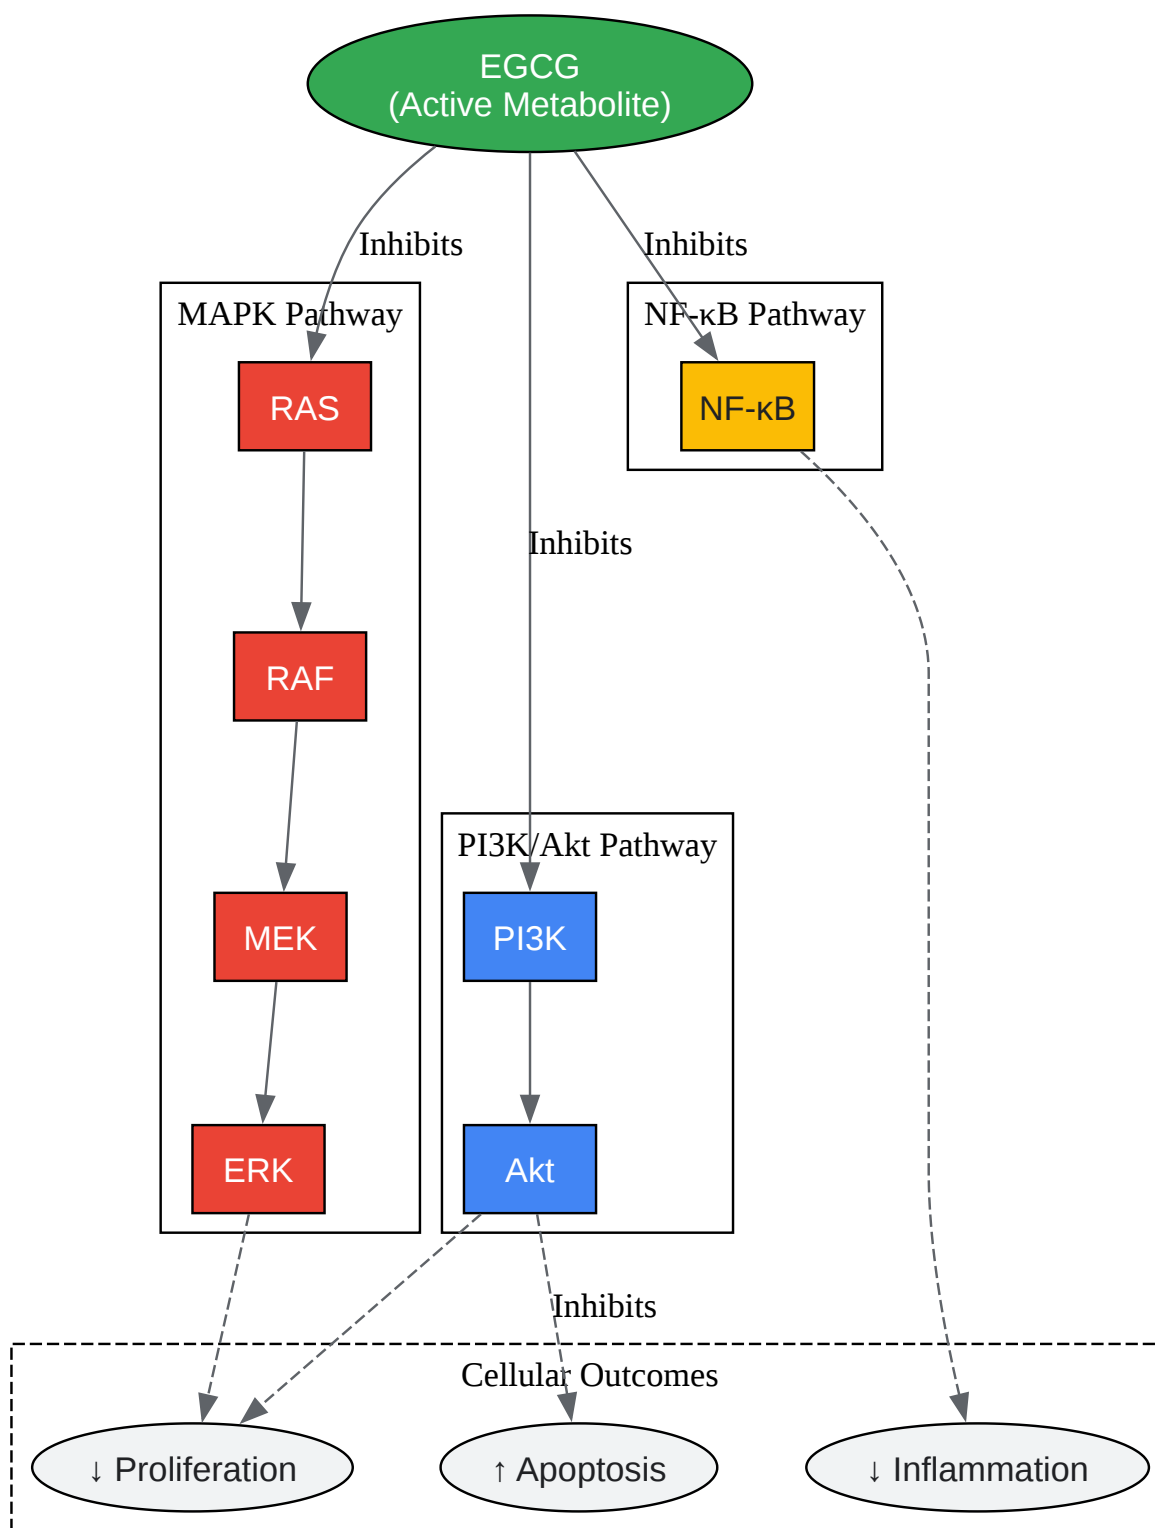 EGCG
(Active Metabolite)
Inhibits
Inhibits
MAPK Pathway
NF-κB Pathway
RAS
NF-κB
Inhibits
RAF
PI3K/Akt Pathway
MEK
PI3K
ERK
Akt
Inhibits
Cellular Outcomes
↓ Proliferation
↑ Apoptosis
↓ Inflammation